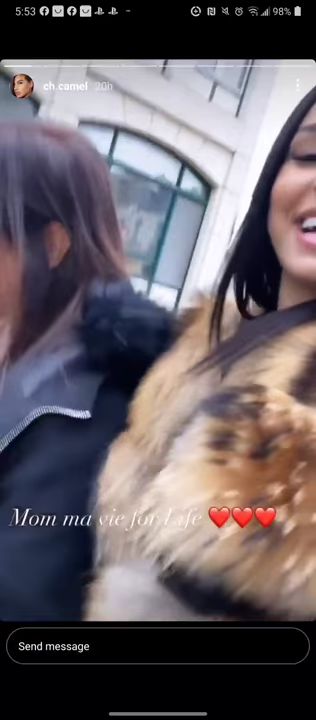 5:53
98%
ch.camel 20h
Mom ma vie for Life ❤️❤️❤️
Send message